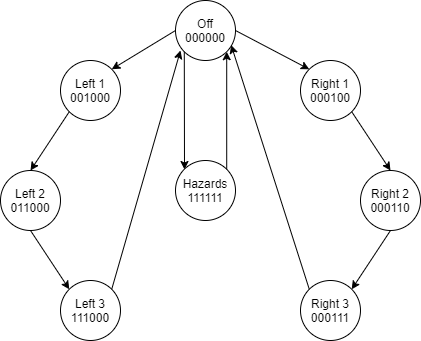 Off
000000
Left 1
001000
Right 1
000100
Left 2
011000
Hazards
111111
Right 2
000110
Left 3
111000
Right 3
000111